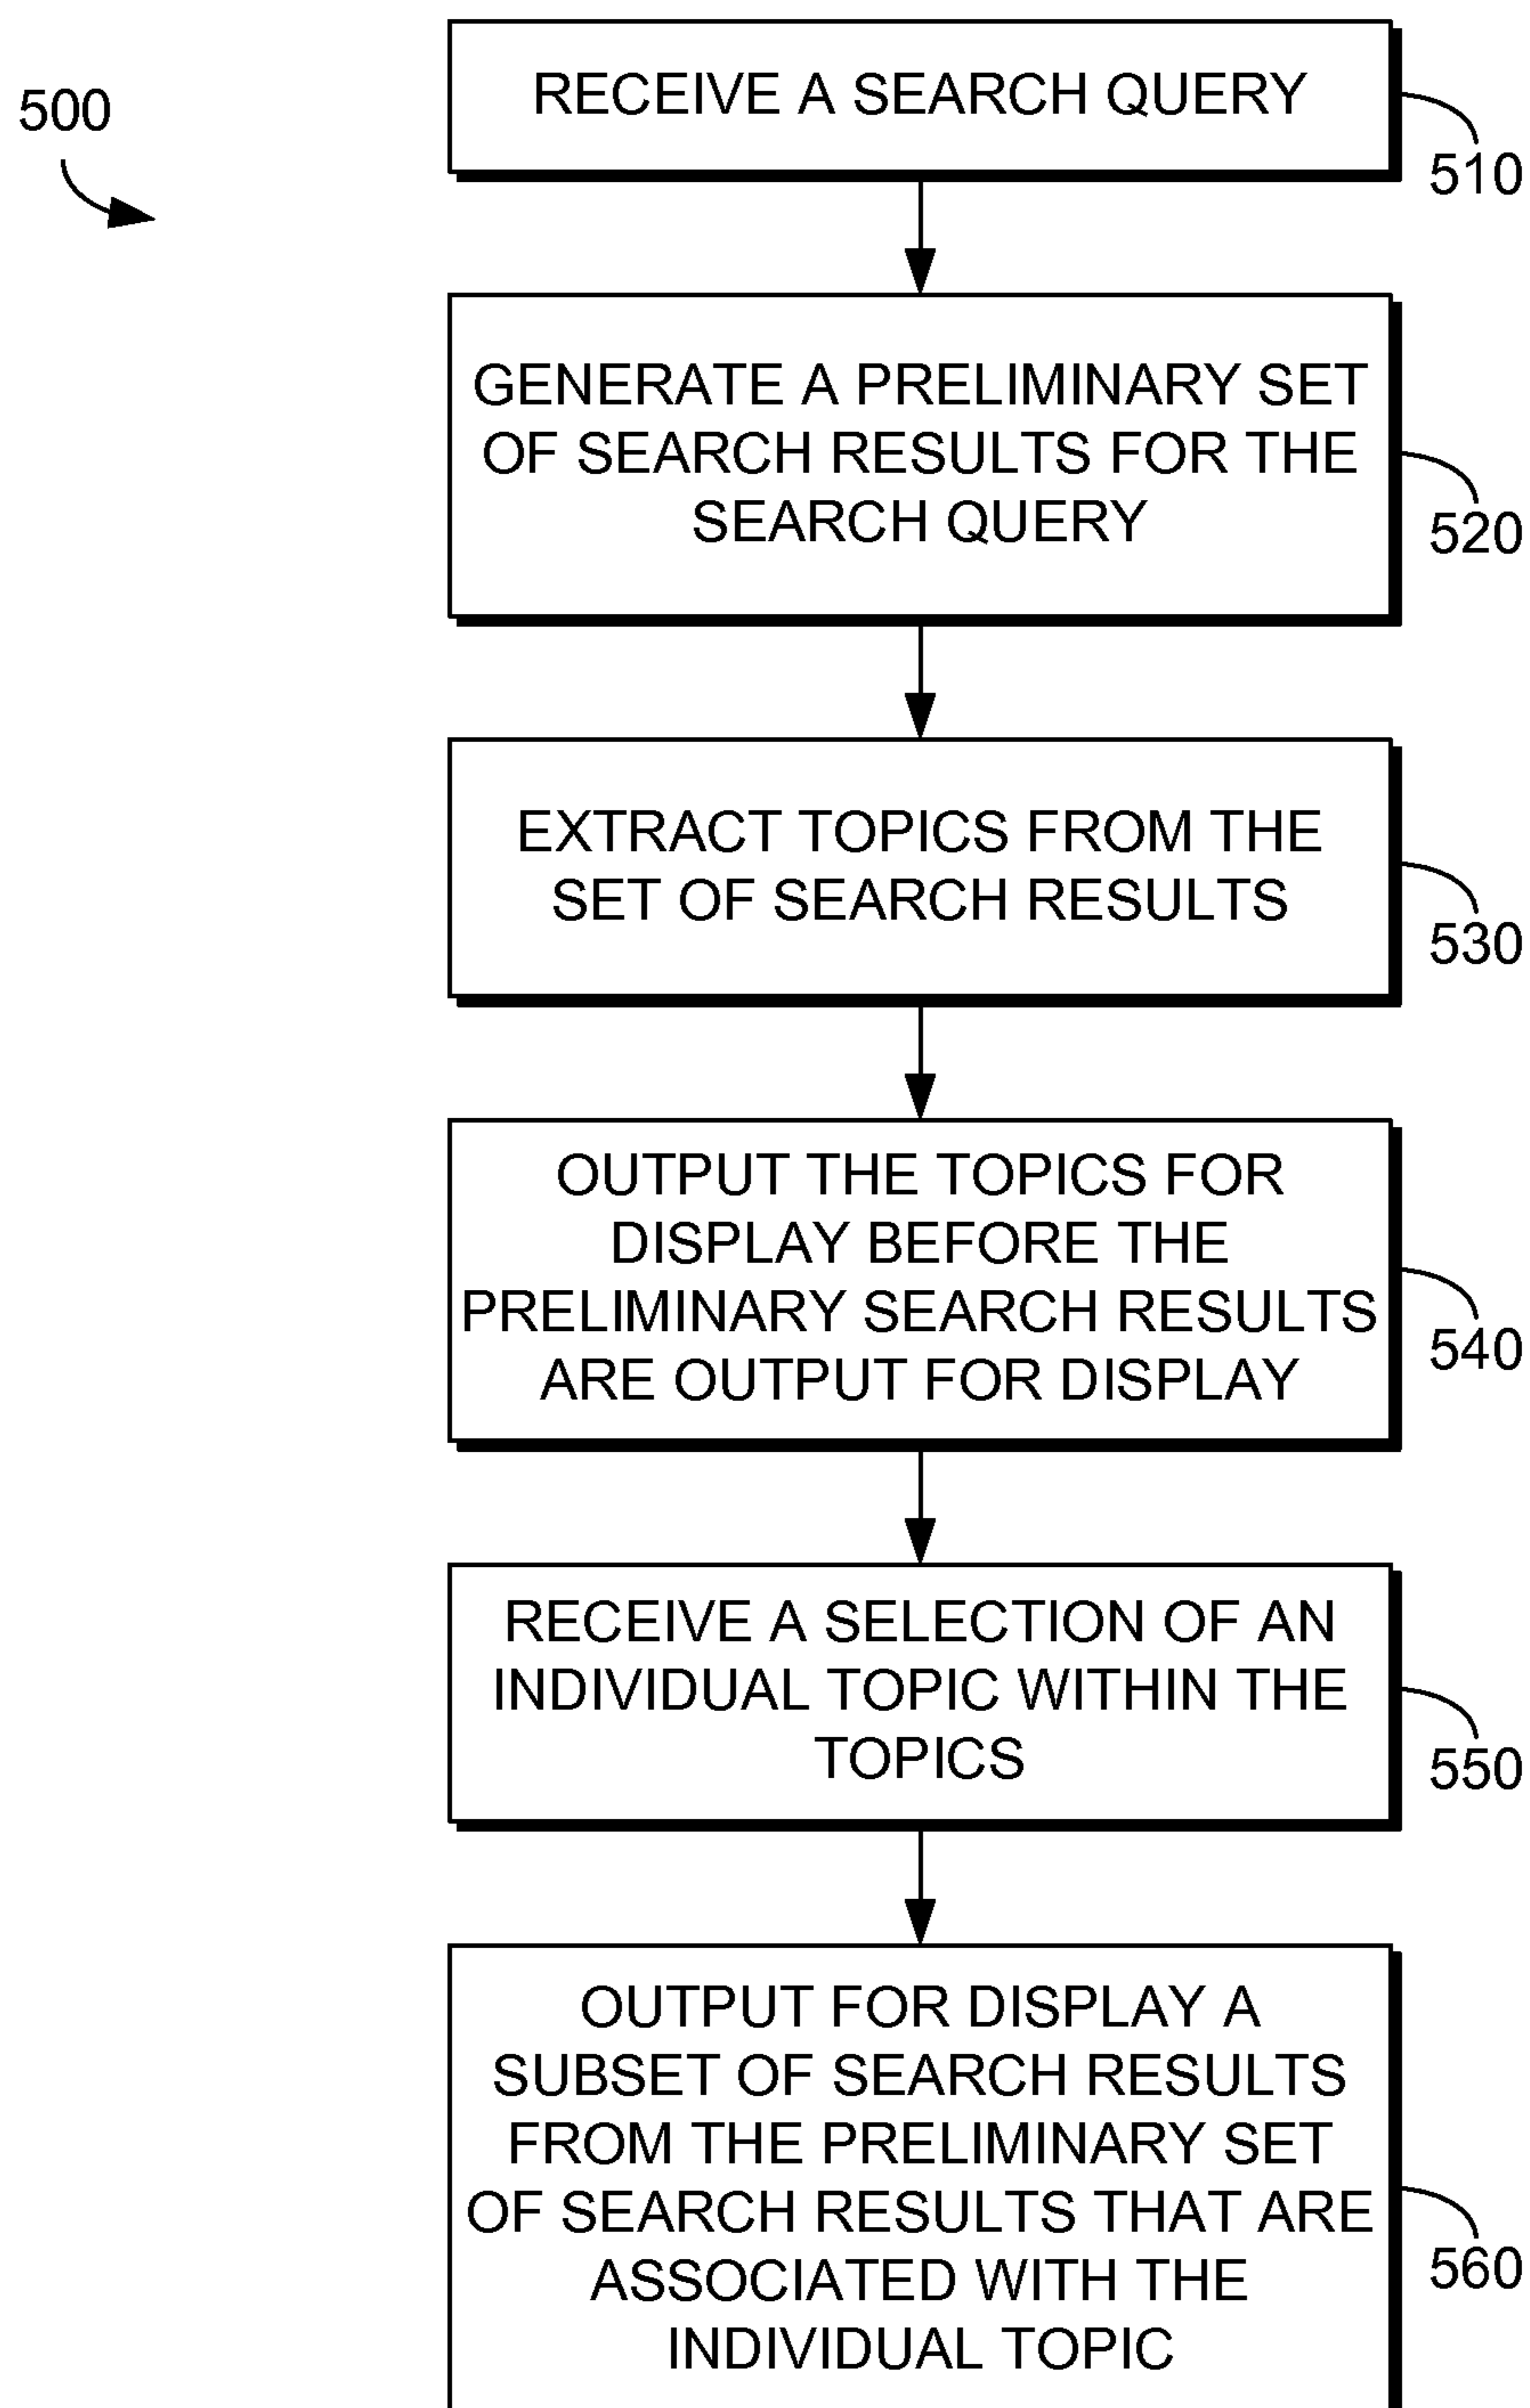 500
RECEIVE A SEARCH QUERY
510
GENERATE A PRELIMINARY SET
OF SEARCH RESULTS FOR THE
SEARCH QUERY
520
EXTRACT TOPICS FROM THE
SET OF SEARCH RESULTS
530
OUTPUT THE TOPICS FOR
DISPLAY BEFORE THE
PRELIMINARY SEARCH RESULTS
ARE OUTPUT FOR DISPLAY
540
RECEIVE A SELECTION OF AN
INDIVIDUAL TOPIC WITHIN THE
TOPICS
550
OUTPUT FOR DISPLAY A
SUBSET OF SEARCH RESULTS
FROM THE PRELIMINARY SET
OF SEARCH RESULTS THAT ARE
ASSOCIATED WITH THE
INDIVIDUAL TOPIC
560